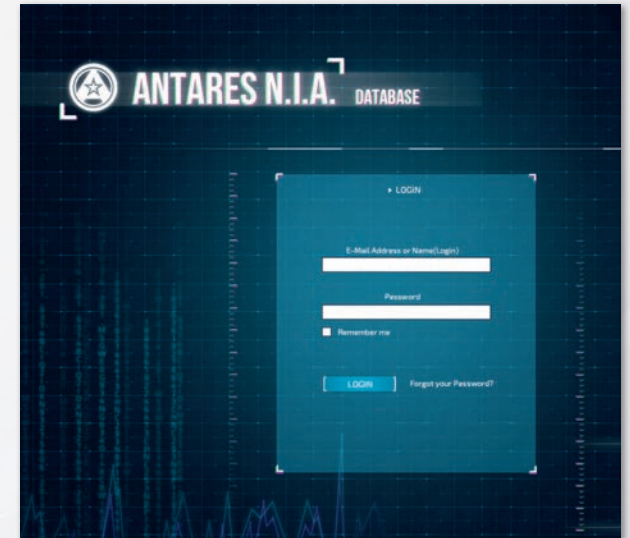 ANTARES N.I.A. DATABASE
LOGIN
E-Mail Address or Name(Login)
Password
Remember me
LOGIN Forgot your Password?